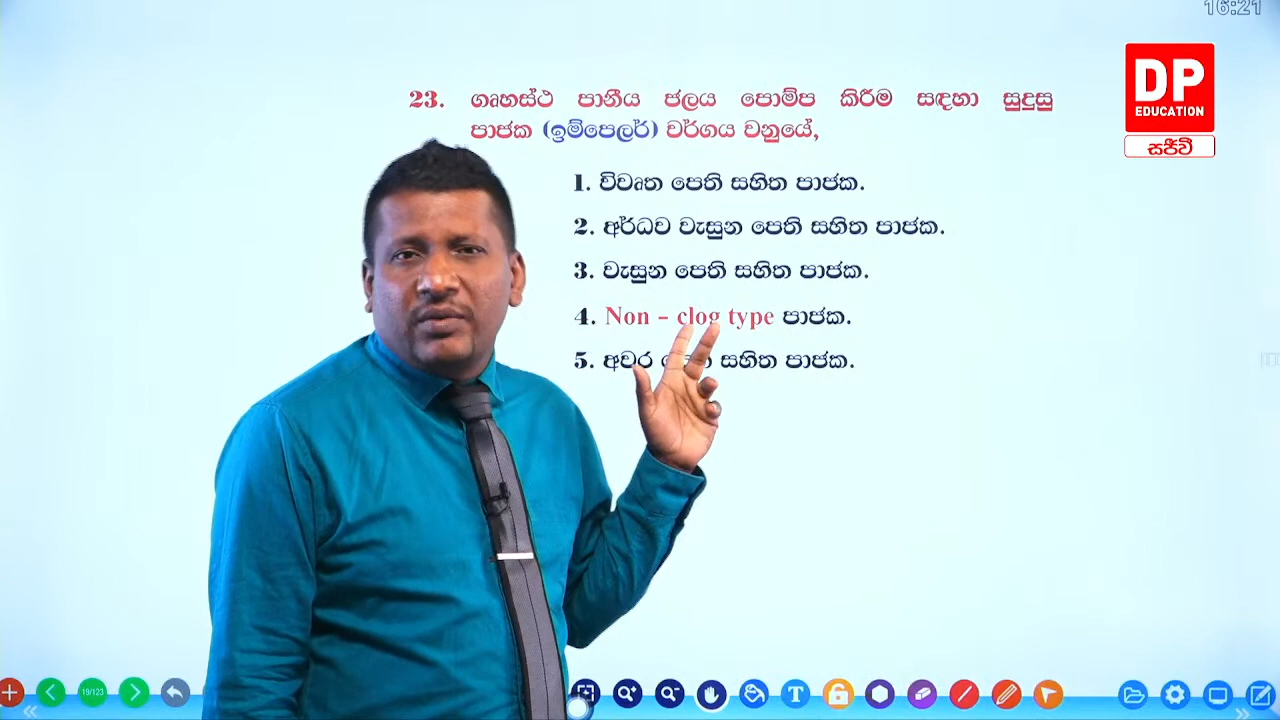 16:21
DP
EDUCATION
සජීවී
23. ගෘහස්ථ පානීය ජලය පොම්ප කිරීම සඳහා සුදුසු
පාජක (ඉම්පෙලර්) වර්ගය වනුයේ,
1. විවෘත පෙති සහිත පාජක.
2. අර්ධව වැසුන පෙති සහිත පාජක.
3. වැසුන පෙති සහිත පාජක.
4. Non - clog type පාජක.
5. අවර සහිත පාජක.
19/123